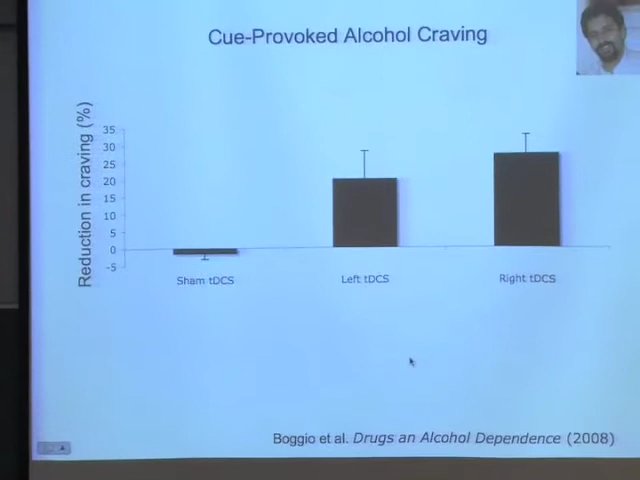 Cue-Provoked Alcohol Craving
Reduction in craving (%)
35
30
25
20
15
10
5
0
-5
Sham tDCS
Left tDCS
Right tDCS
Boggio et al. Drugs an Alcohol Dependence (2008)